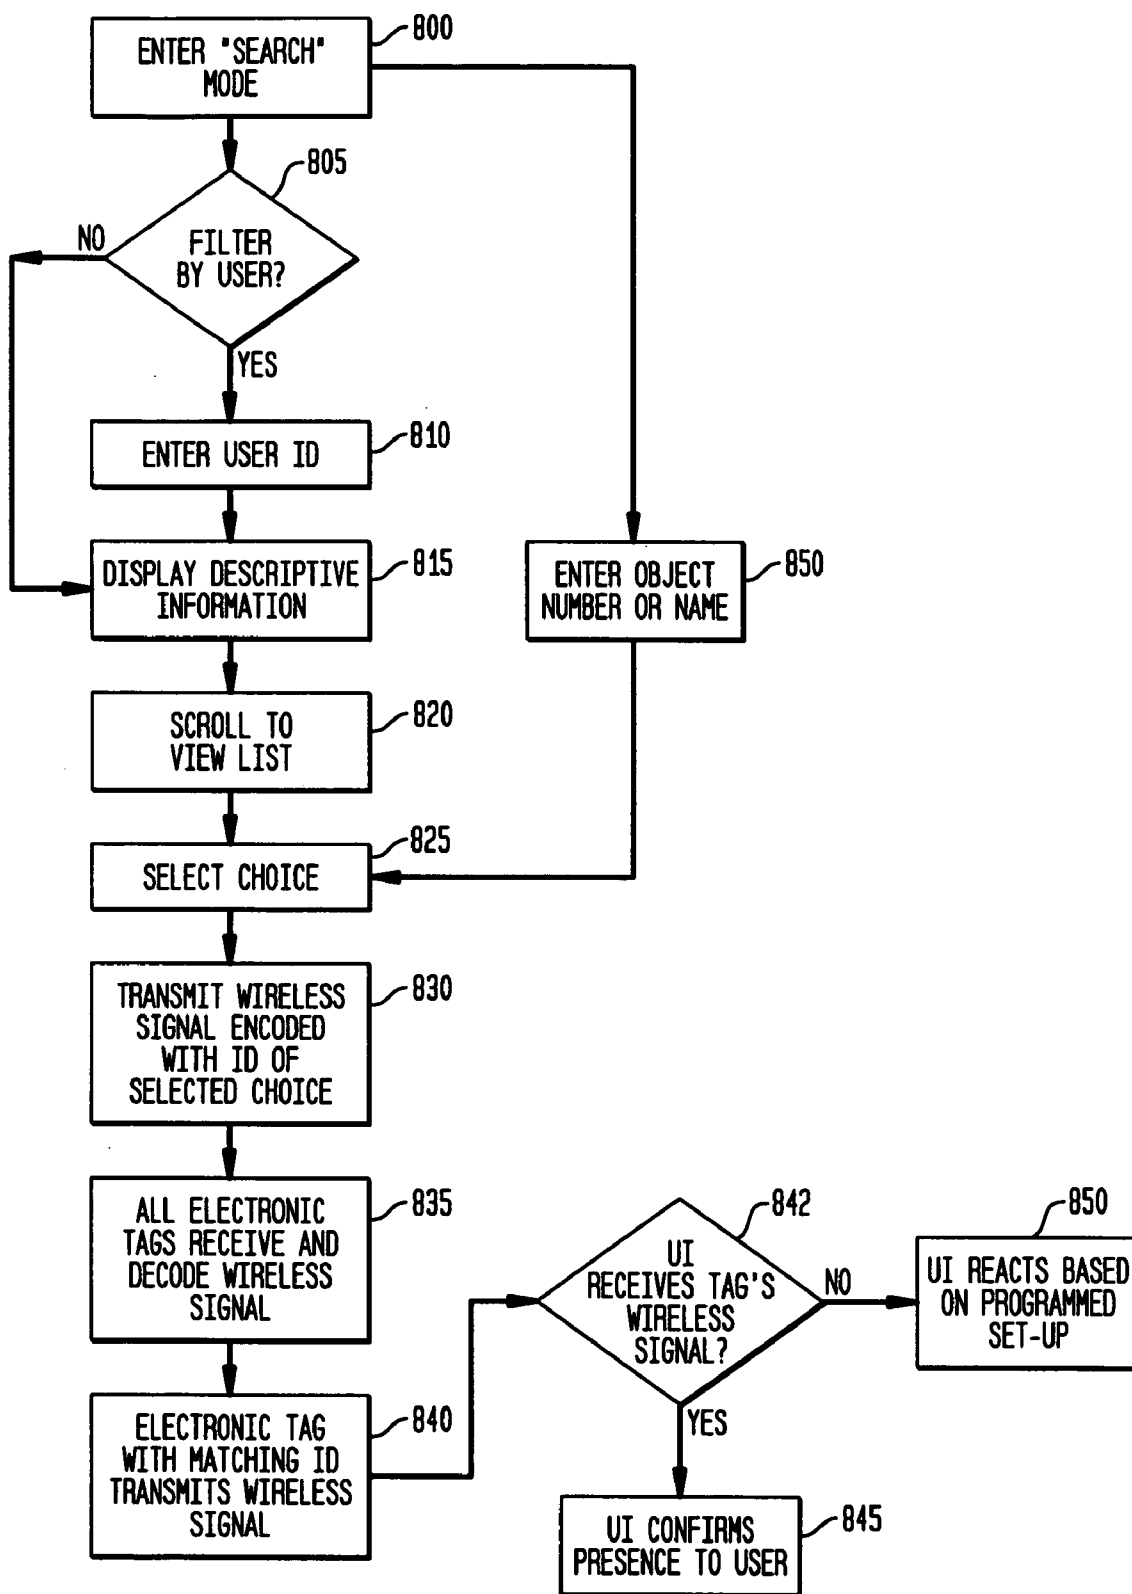 800
ENTER "SEARCH"
MODE
805
NO
FILTER
BY USER?
YES
810
ENTER USER ID
815
DISPLAY DESCRIPTIVE
INFORMATION
850
ENTER OBJECT
NUMBER OR NAME
820
SCROLL TO
VIEW LIST
825
SELECT CHOICE
830
TRANSMIT WIRELESS
SIGNAL ENCODED
WITH ID OF
SELECTED CHOICE
835
ALL ELECTRONIC
TAGS RECEIVE AND
DECODE WIRELESS
SIGNAL
840
ELECTRONIC TAG
WITH MATCHING ID
TRANSMITS WIRELESS
SIGNAL
842
UI
RECEIVES TAG'S
WIRELESS
SIGNAL?
NO
YES
850
UI REACTS BASED
ON PROGRAMMED
SET-UP
845
UI CONFIRMS
PRESENCE TO USER